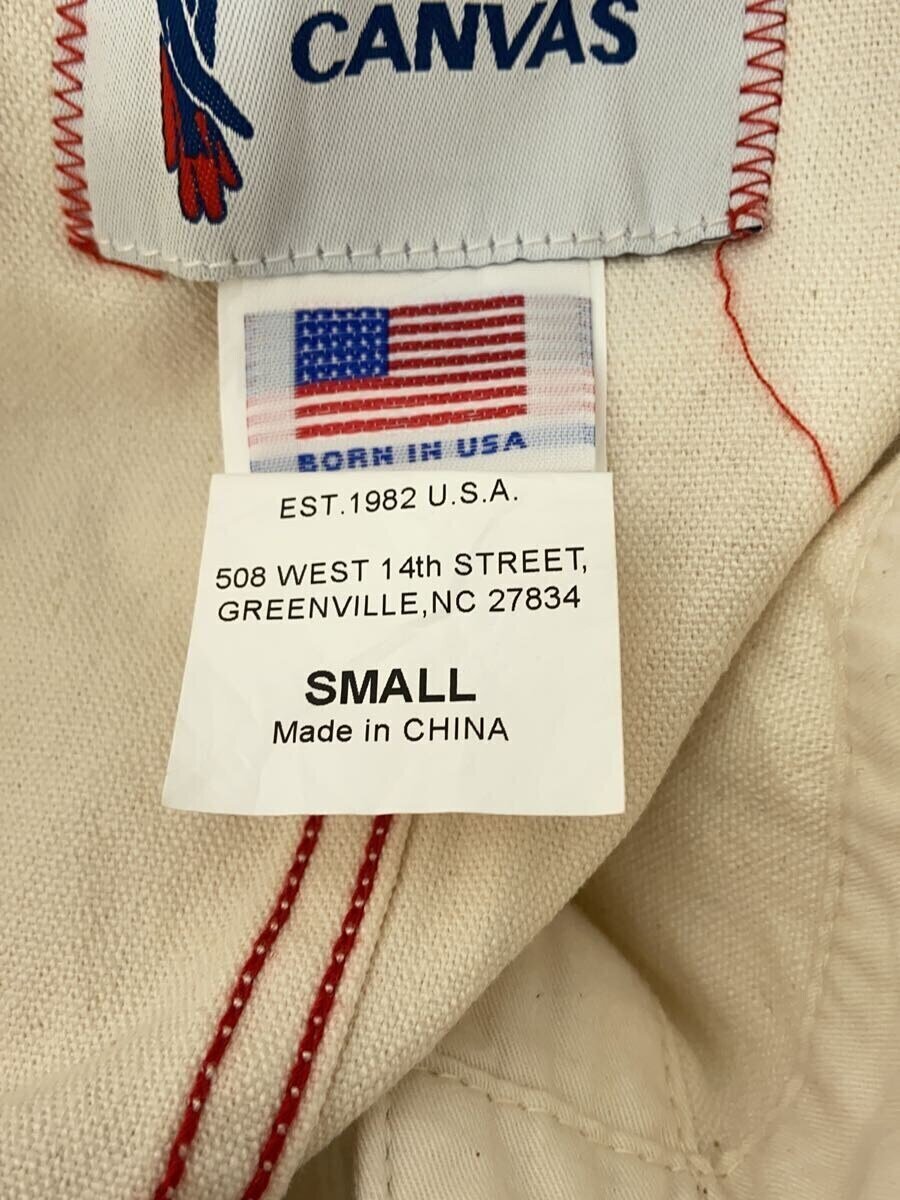 CANVAS
BORN IN USA
EST.1982 U.S.A.
508 WEST 14th STREET,
GREENVILLE,NC 27834
SMALL
Made in CHINA